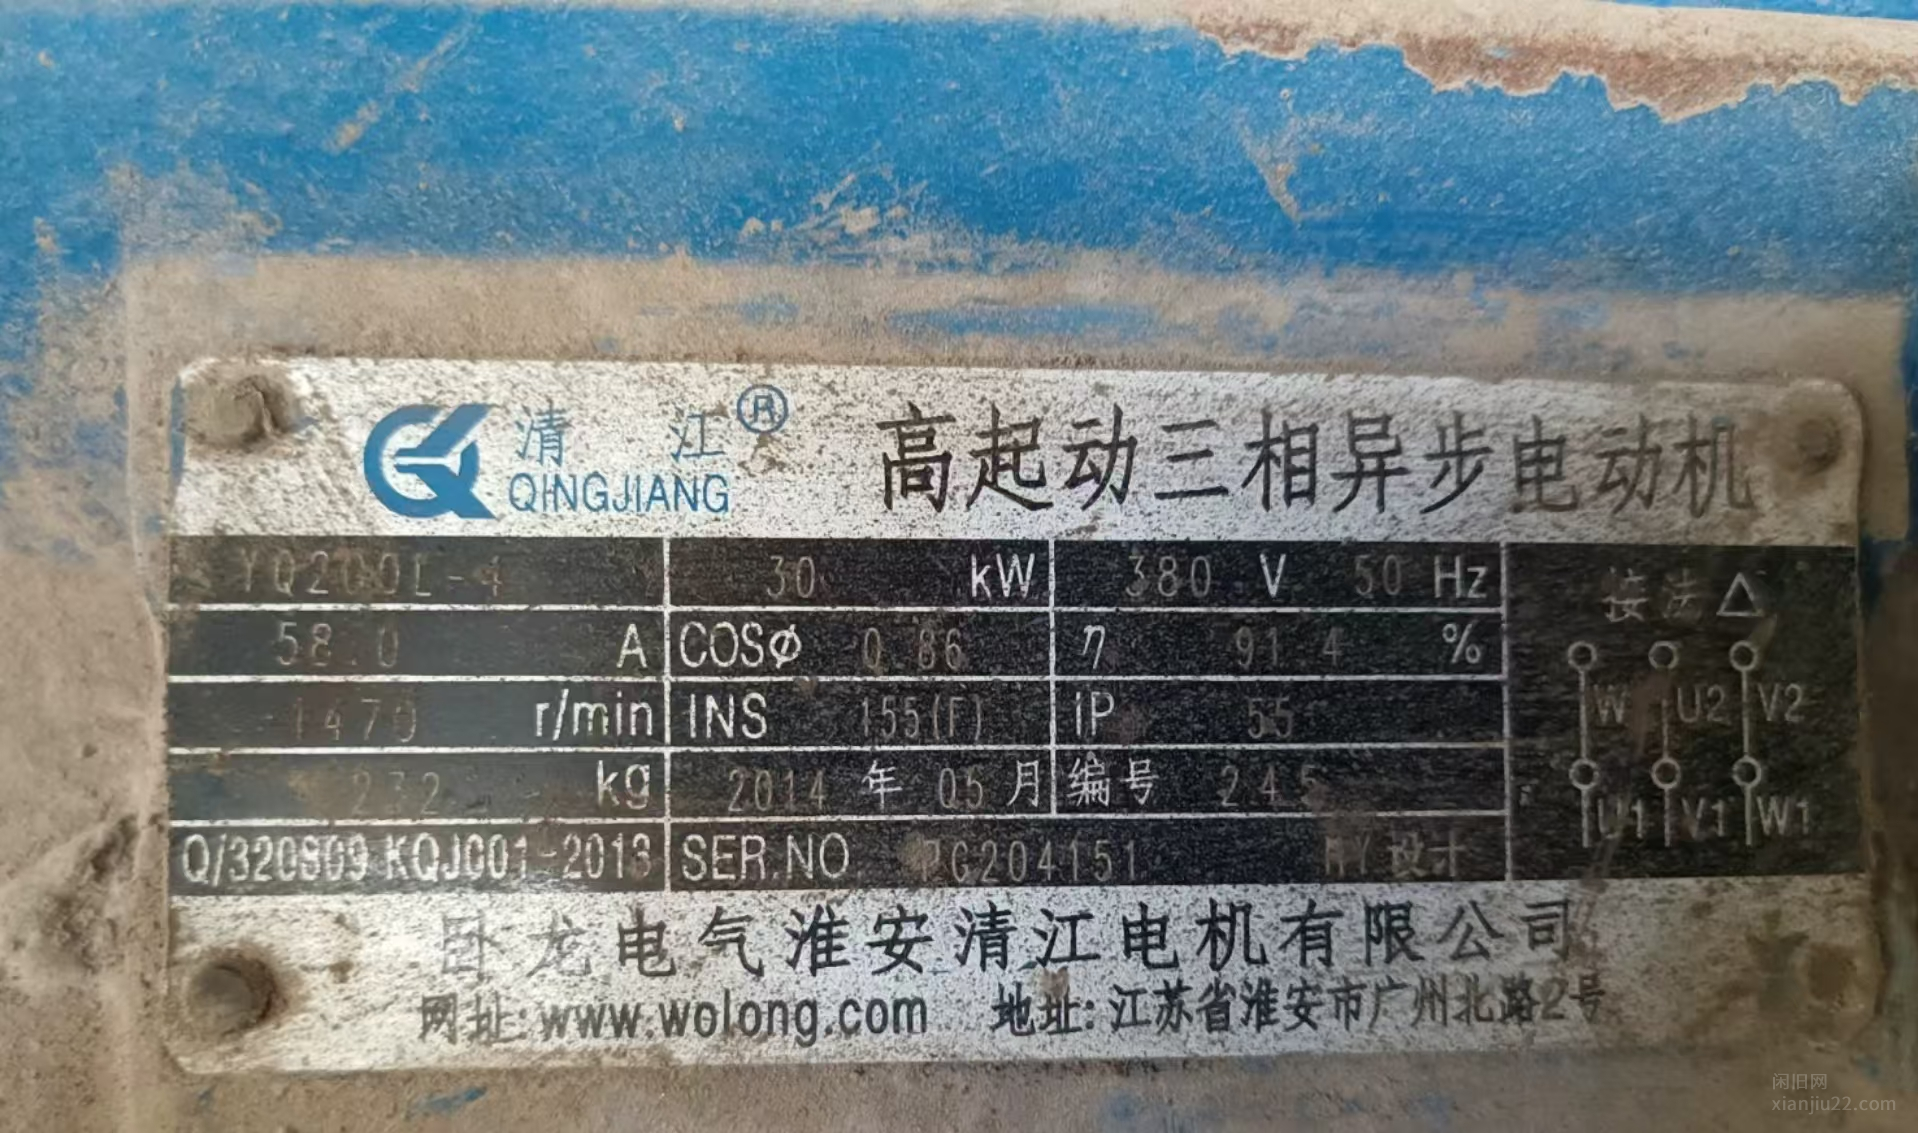 清江® 高起动三相异步电动机
QINGJIANG
YQ200L-4 30 kW 380 V 50 Hz 接法△
58.0 A COSφ 0.86 η 91.4 %
W U2 V2
1470 r/min INS 155(F) IP 55
232 kg 2014 年 05 月 编号 245
U1 V1 W1
Q/320809 KQJ001-2013 SER.NO 7G204151 设计
卧龙电气淮安清江电机有限公司
网址:www.wolong.com 地址:江苏省淮安市广州北路2号
闲旧网
xianjiu22.com